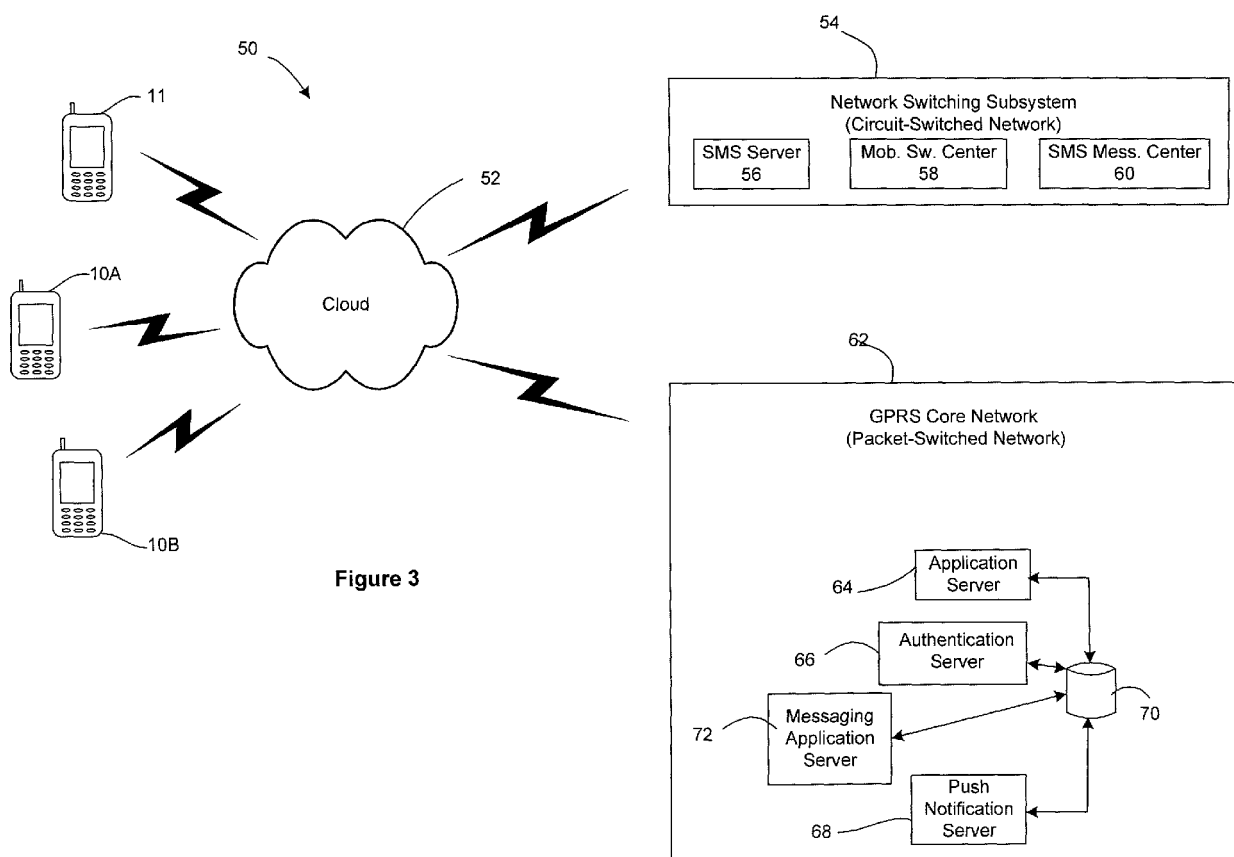 50
54
11
Network Switching Subsystem
(Circuit-Switched Network)
SMS Server
56
Mob. Sw. Center
58
SMS Mess. Center
60
52
10A
Cloud
62
GPRS Core Network
(Packet-Switched Network)
10B
Figure 3
Application
Server
64
Authentication
Server
66
70
Messaging
Application
Server
72
Push
Notification
Server
68